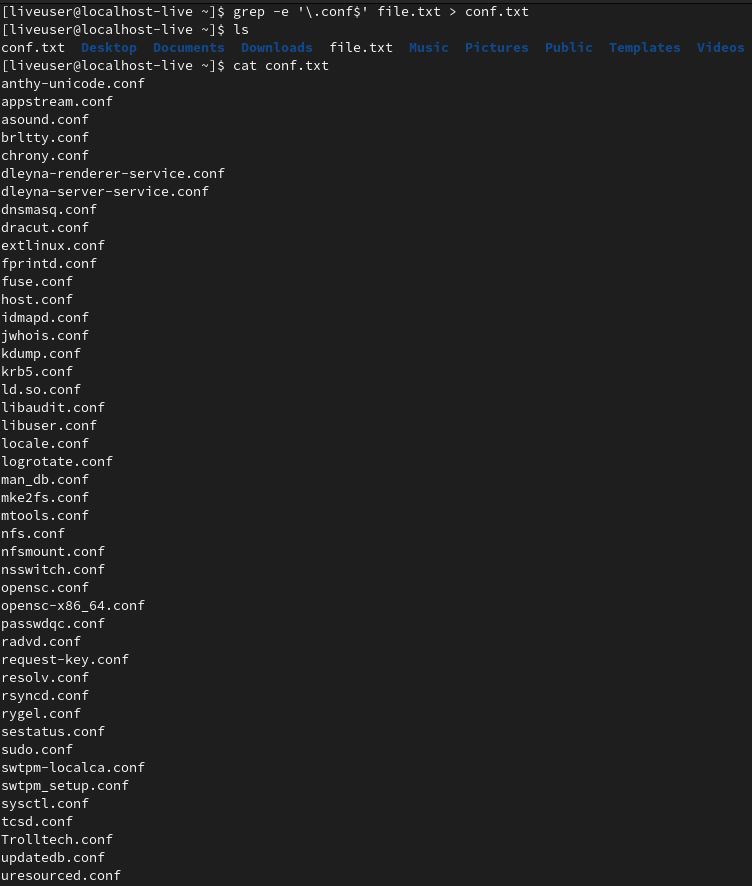 [liveuser@localhost-live ~]$ grep -e '\.conf$' file.txt > conf.txt
[liveuser@localhost-live ~]$ ls
conf.txt  Desktop  Documents  Downloads  file.txt  Music  Pictures  Public  Templates  Videos
[liveuser@localhost-live ~]$ cat conf.txt
anthy-unicode.conf
appstream.conf
asound.conf
brltty.conf
chrony.conf
dleyna-renderer-service.conf
dleyna-server-service.conf
dnsmasq.conf
dracut.conf
extlinux.conf
fprintd.conf
fuse.conf
host.conf
idmapd.conf
jwhois.conf
kdump.conf
krb5.conf
ld.so.conf
libaudit.conf
libuser.conf
locale.conf
logrotate.conf
man_db.conf
mke2fs.conf
mtools.conf
nfs.conf
nfsmount.conf
nsswitch.conf
opensc.conf
opensc-x86_64.conf
passwdqc.conf
radvd.conf
request-key.conf
resolv.conf
rsyncd.conf
rygel.conf
sestatus.conf
sudo.conf
swtpm-localca.conf
swtpm_setup.conf
sysctl.conf
tcsd.conf
Trolltech.conf
updatedb.conf
uresourced.conf